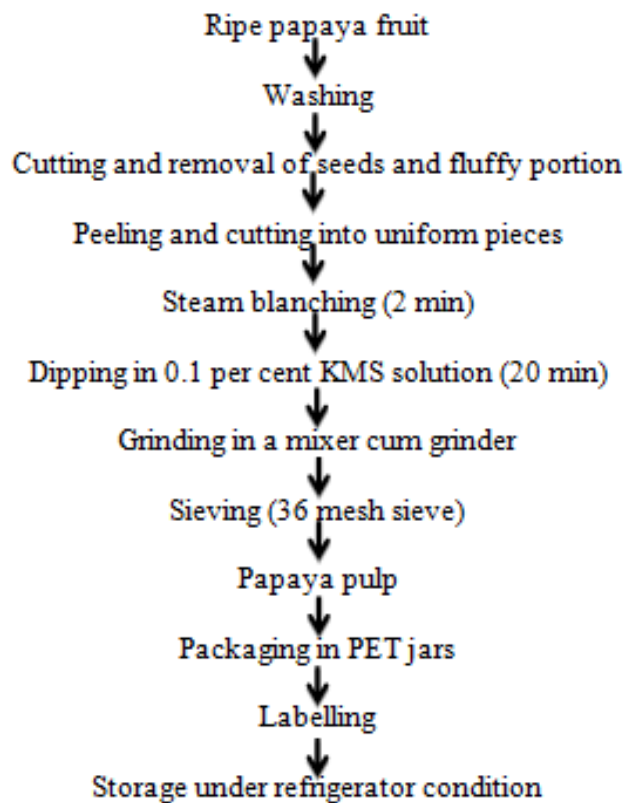 Ripe papaya fruit
Washing
Cutting and removal of seeds and fluffy portion
Peeling and cutting into uniform pieces
Steam blanching (2 min)
Dipping in 0.1 per cent KMS solution (20 min)
Grinding in a mixer cum grinder
Sieving (36 mesh sieve)
Papaya pulp
Packaging in PET jars
Labelling
Storage under refrigerator condition